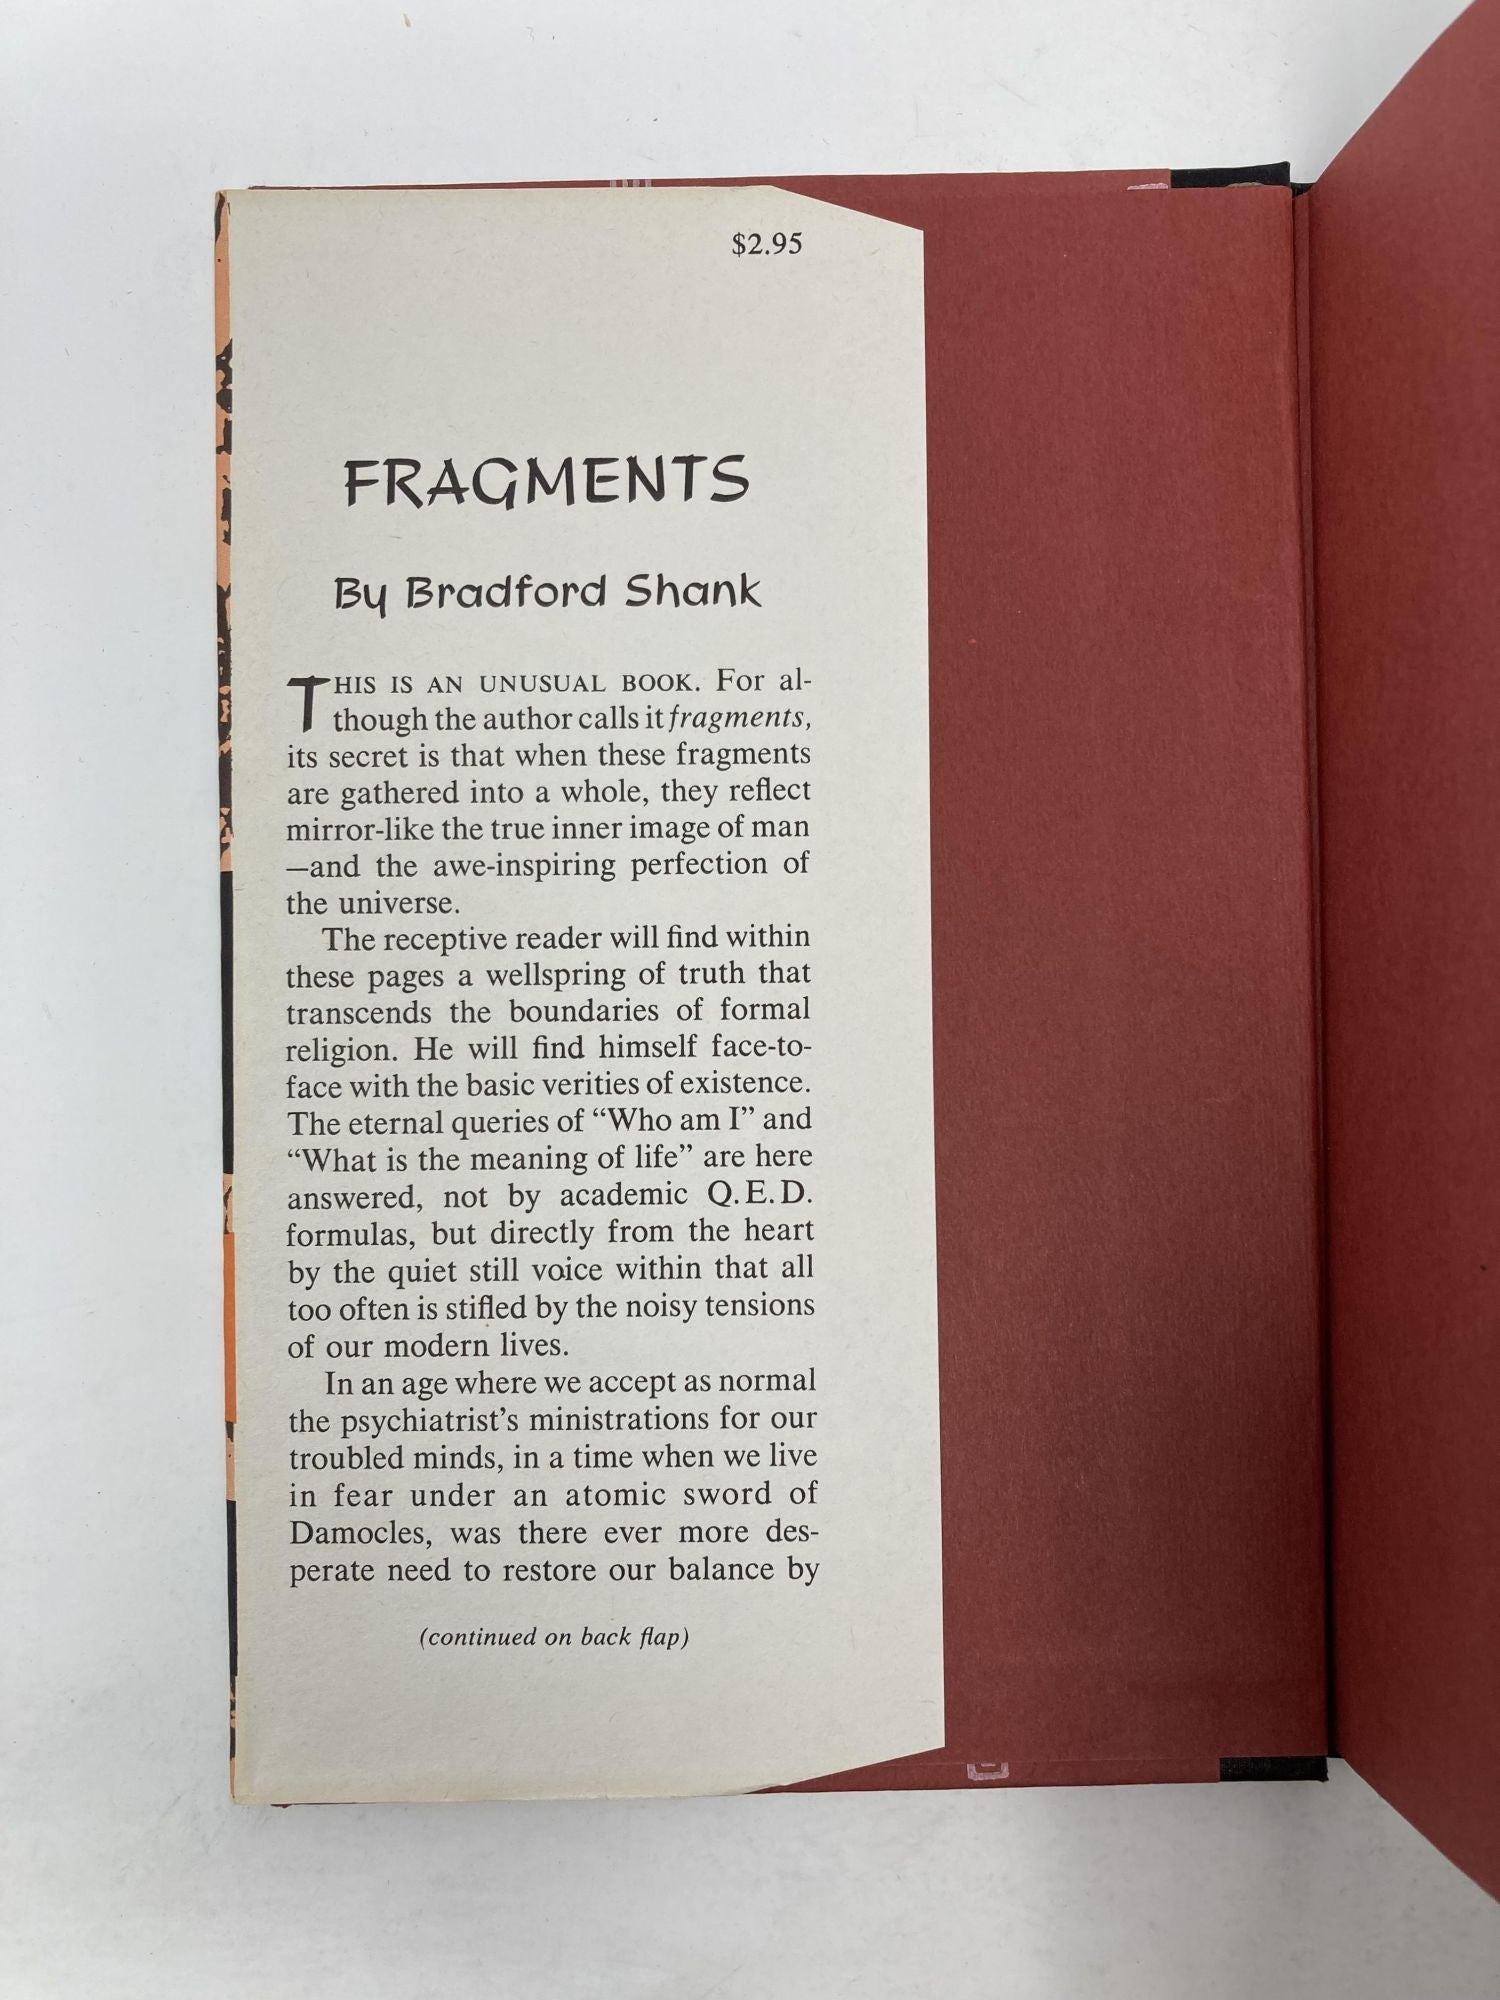 $2.95
FRAGMENTS
By Bradford Shank
THIS IS AN UNUSUAL BOOK. For al-
though the author calls it fragments,
its secret is that when these fragments
are gathered into a whole, they reflect
mirror-like the true inner image of man
—and the awe-inspiring perfection of
the universe.
The receptive reader will find within
these pages a wellspring of truth that
transcends the boundaries of formal
religion. He will find himself face-to-
face with the basic verities of existence.
The eternal queries of “Who am I” and
“What is the meaning of life” are here
answered, not by academic Q.E.D.
formulas, but directly from the heart
by the quiet still voice within that all
too often is stifled by the noisy tensions
of our modern lives.
In an age where we accept as normal
the psychiatrist’s ministrations for our
troubled minds, in a time when we live
in fear under an atomic sword of
Damocles, was there ever more des-
perate need to restore our balance by
(continued on back flap)